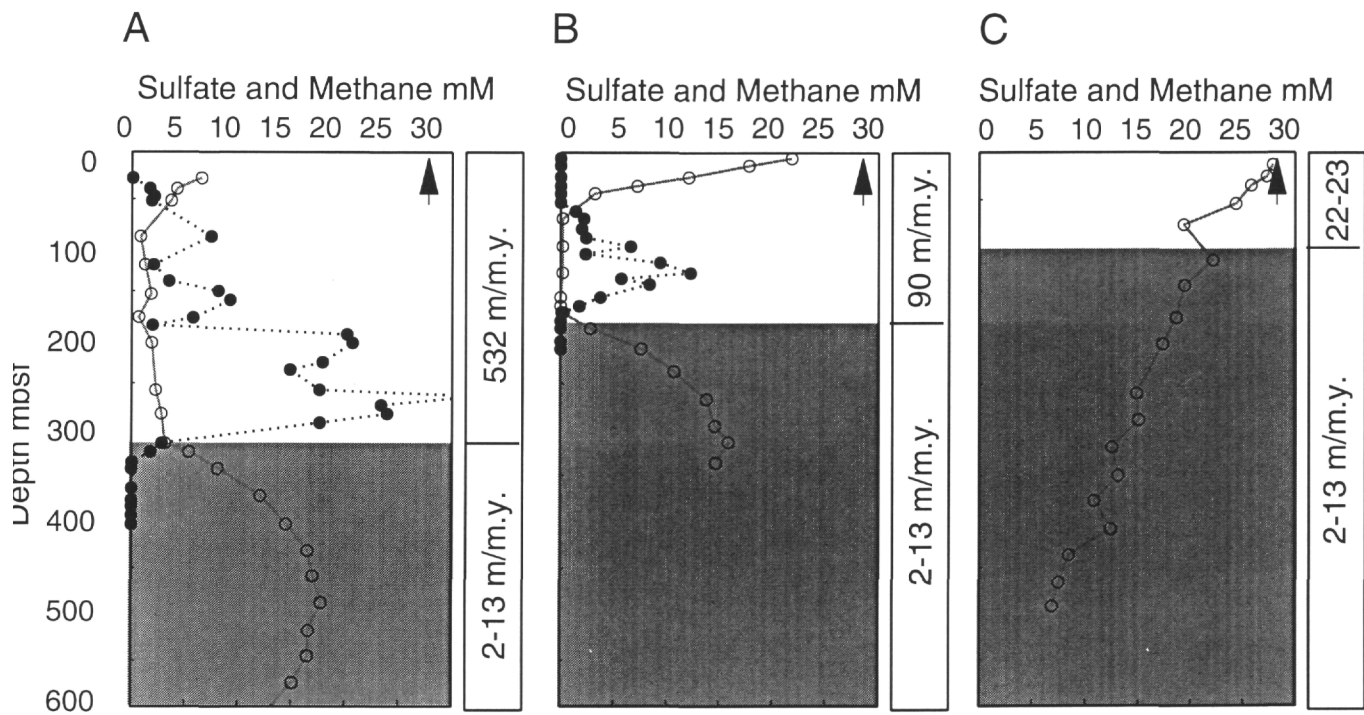 A
B
C
Sulfate and Methane mM
Sulfate and Methane mM
Sulfate and Methane mM
0 5 10 20 30
0 5 10 15 20 25 30
0 5 10 15 20 25 30
0
100
200
300
400
500
600
Depth mbsf
532 m/m.y.
2-13 m/m.y.
90 m/m.y.
2-13 m/m.y.
22-23
2-13 m/m.y.